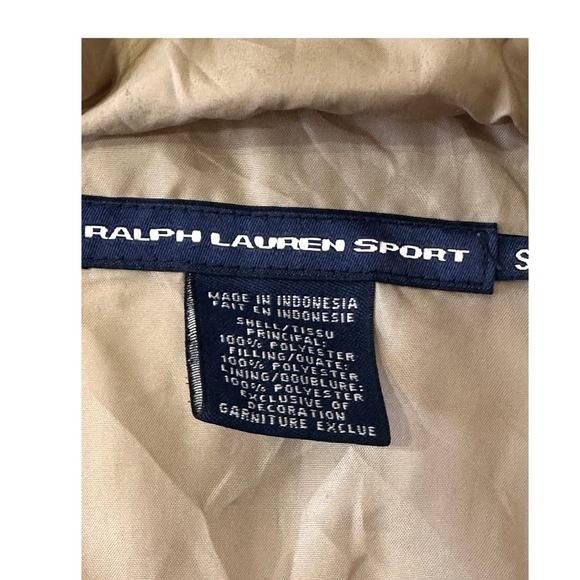 RALPH LAUREN SPORT S
MADE IN INDONESIA
FAIT EN INDONESIE
SHELL/TISSU
PRINCIPAL:
100% POLYESTER
FILLING/OUATE:
100% POLYESTER
LINING/DOUBLURE:
100% POLYESTER
EXCLUSIVE OF
DECORATION
GARNITURE EXCLUE